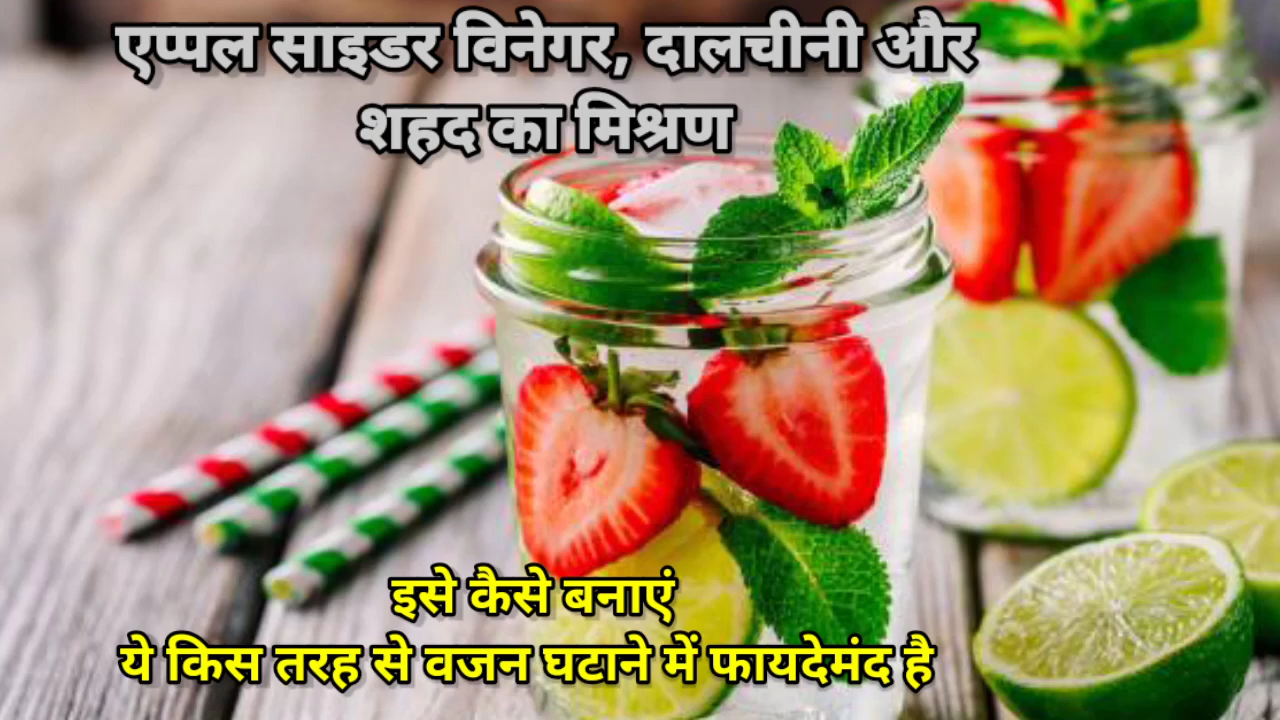 एप्पल साइडर विनेगर, दालचीनी और
शहद का मिश्रण
इसे कैसे बनाएं
ये किस तरह से वजन घटाने में फायदेमंद है